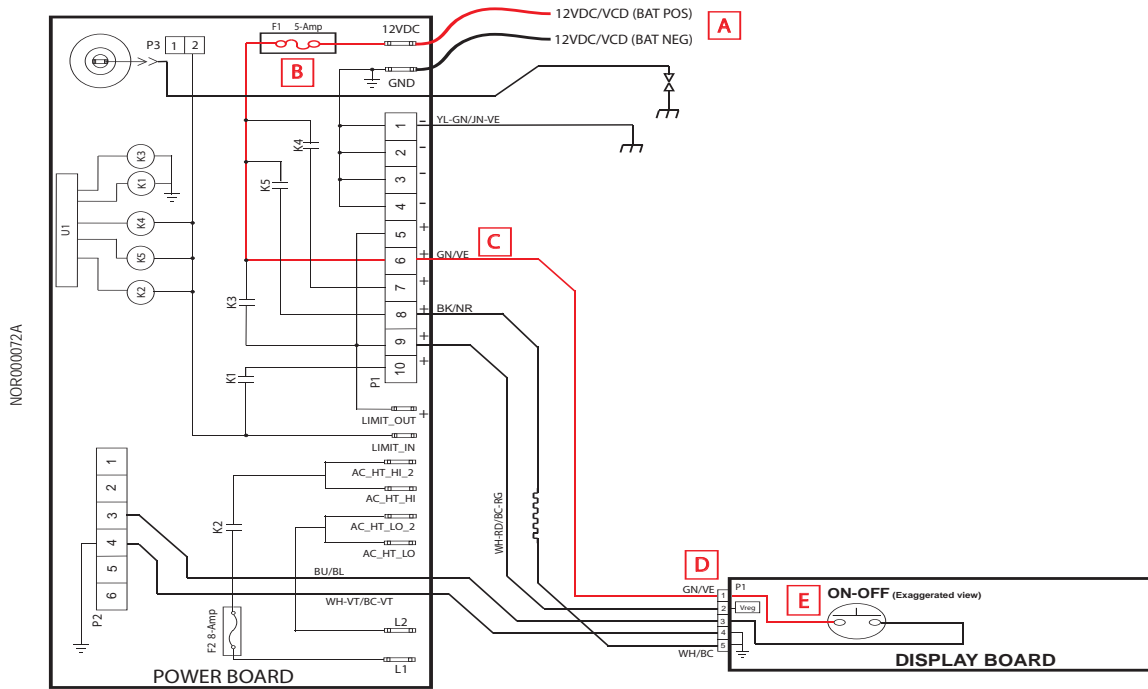 12VDC/VCD (BAT POS)
A
12VDC/VCD (BAT NEG)
F1 5-Amp
12VDC
B
GND
P3 1 2
YL-GN/JN-VE
K4
K5
K3
K1
K4
K5
K2
U1
1 -
2 -
3 -
4 -
5 +
6 +
7 +
8 +
9 +
10 +
P1
GN/VE
C
BK/NR
K3
K1
LIMIT_OUT +
LIMIT_IN
AC_HT_HI_2
AC_HT_HI
AC_HT_LO_2
AC_HT_LO
K2
NOR000072A
1
2
3
4
5
6
P2
BU/BL
WH-VT/BC-VT
F2 8-Amp
L2
L1
POWER BOARD
WH-RD/BC-RG
D
GN/VE
WH/BC
P1
1
2 Vreg
3
4
5
E
ON-OFF (Exaggerated view)
DISPLAY BOARD